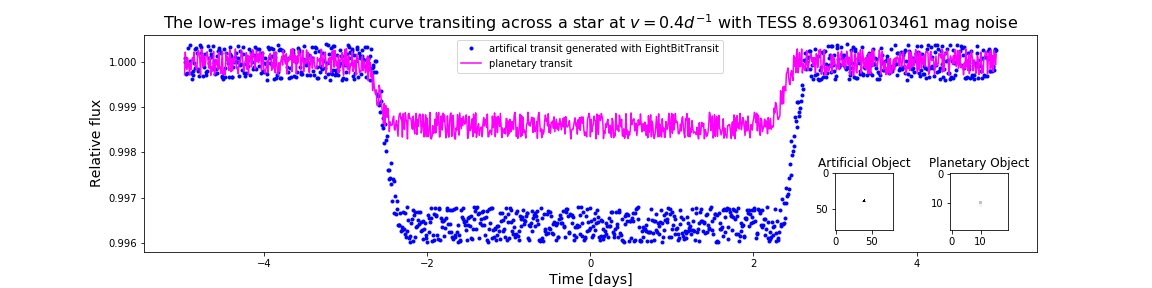 The low-res image's light curve transiting across a star at v = 0.4d⁻¹ with TESS 8.69306103461 mag noise
artifical transit generated with EightBitTransit
planetary transit
Relative flux
1.000
0.999
0.998
0.997
0.996
Artificial Object
0
50
0 50
Planetary Object
0
10
0 10
−4 −2 0 2 4
Time [days]